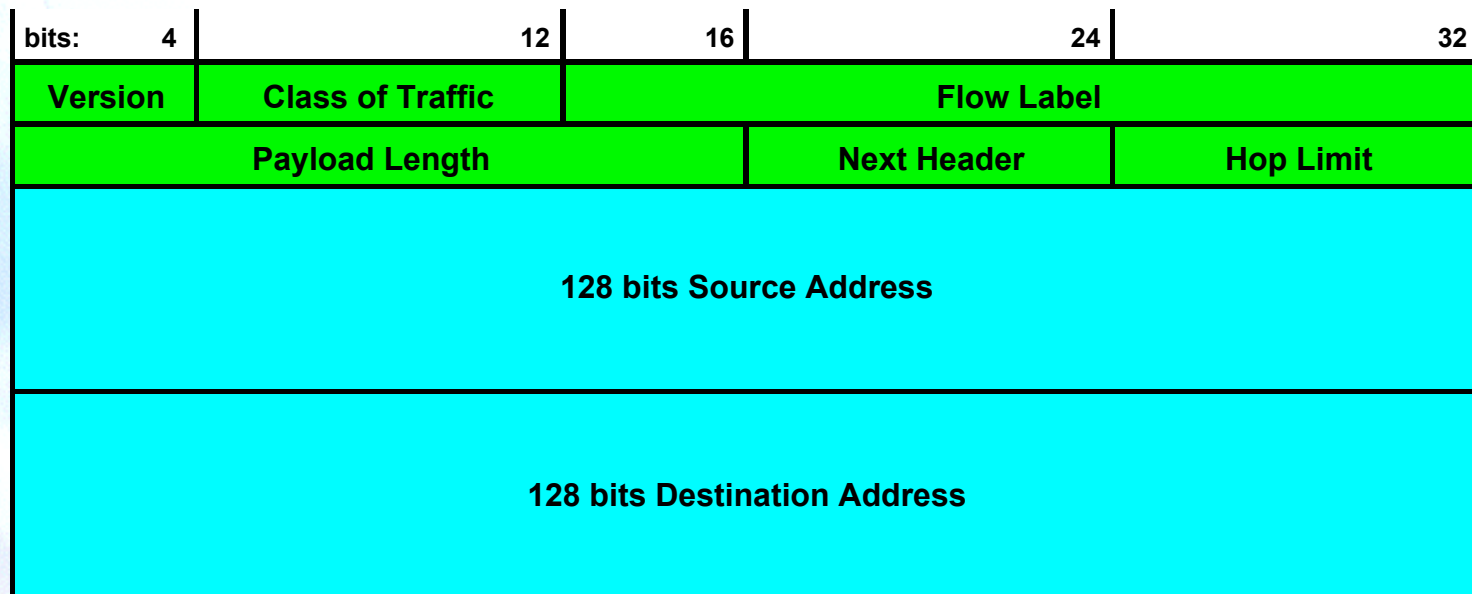 bits: 4 12 16 24 32
Version Class of Traffic Flow Label
Payload Length Next Header Hop Limit
128 bits Source Address
128 bits Destination Address